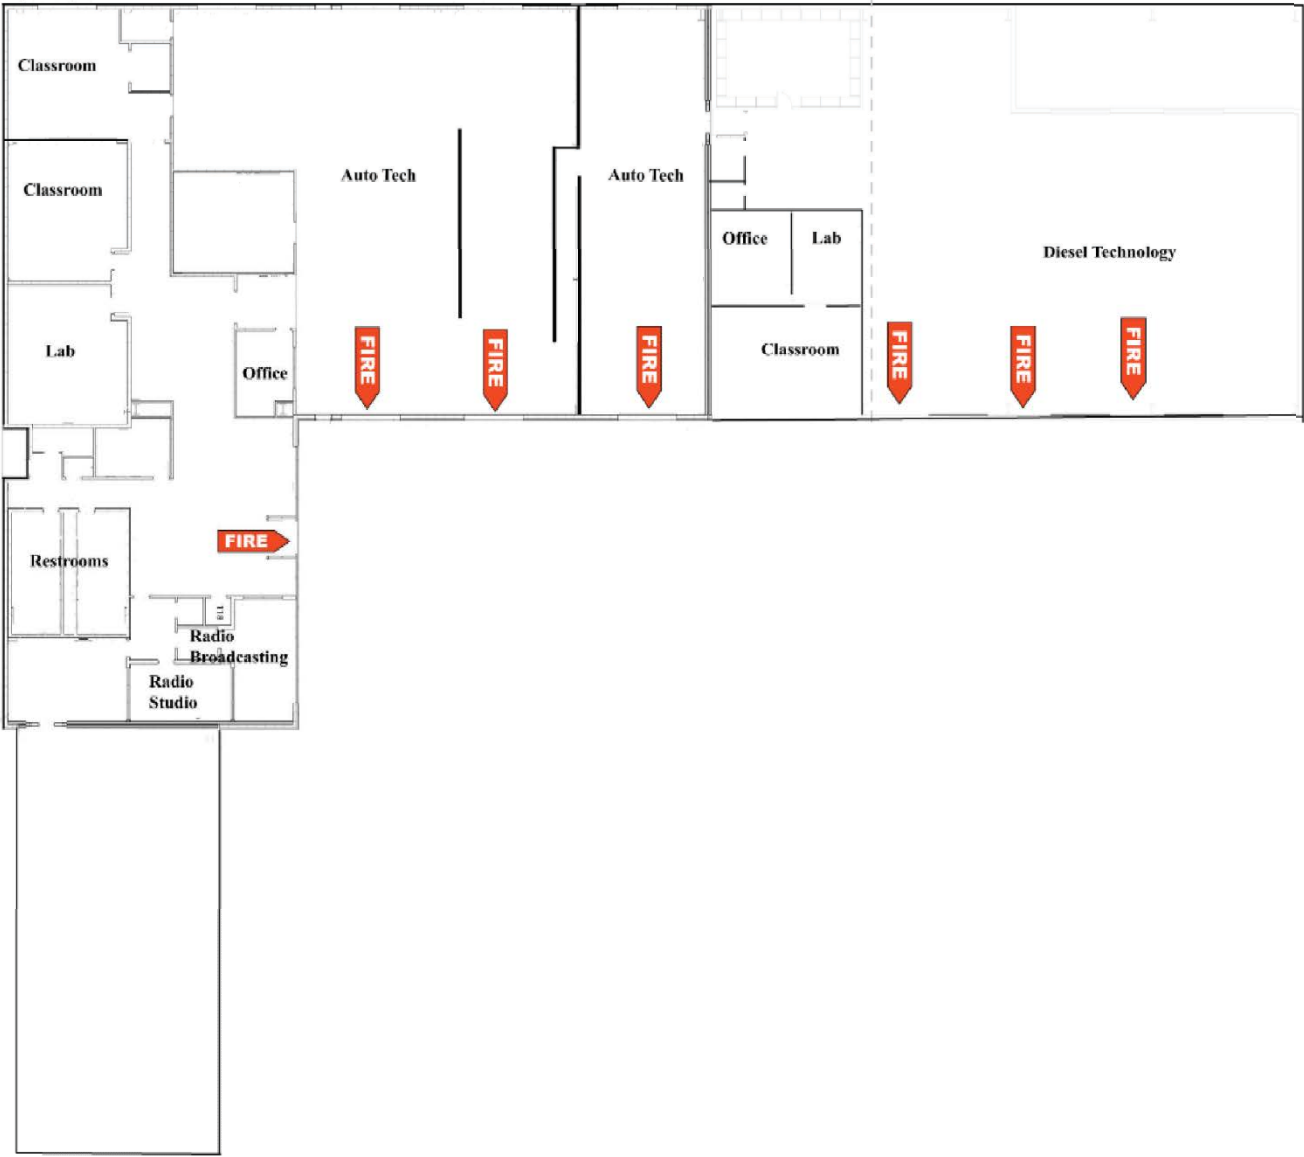 Classroom
Classroom
Auto Tech
Auto Tech
Office
Lab
Diesel Technology
Lab
Office
Classroom
FIRE
FIRE
FIRE
FIRE
FIRE
FIRE
FIRE
Restrooms
Radio
Broadcasting
Radio
Studio